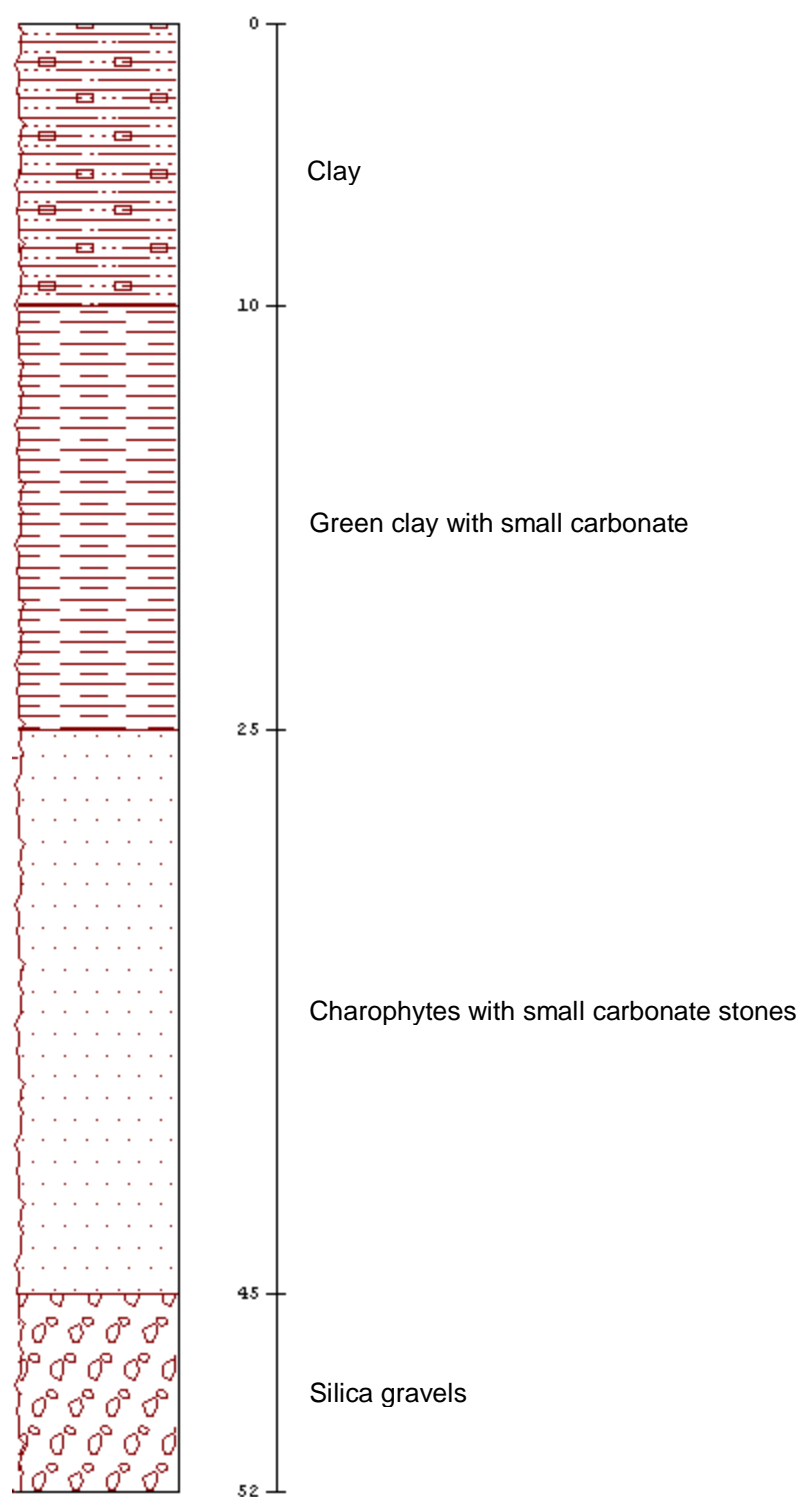 0
Clay
10
Green clay with small carbonate
25
Charophytes with small carbonate stones
45
Silica gravels
52